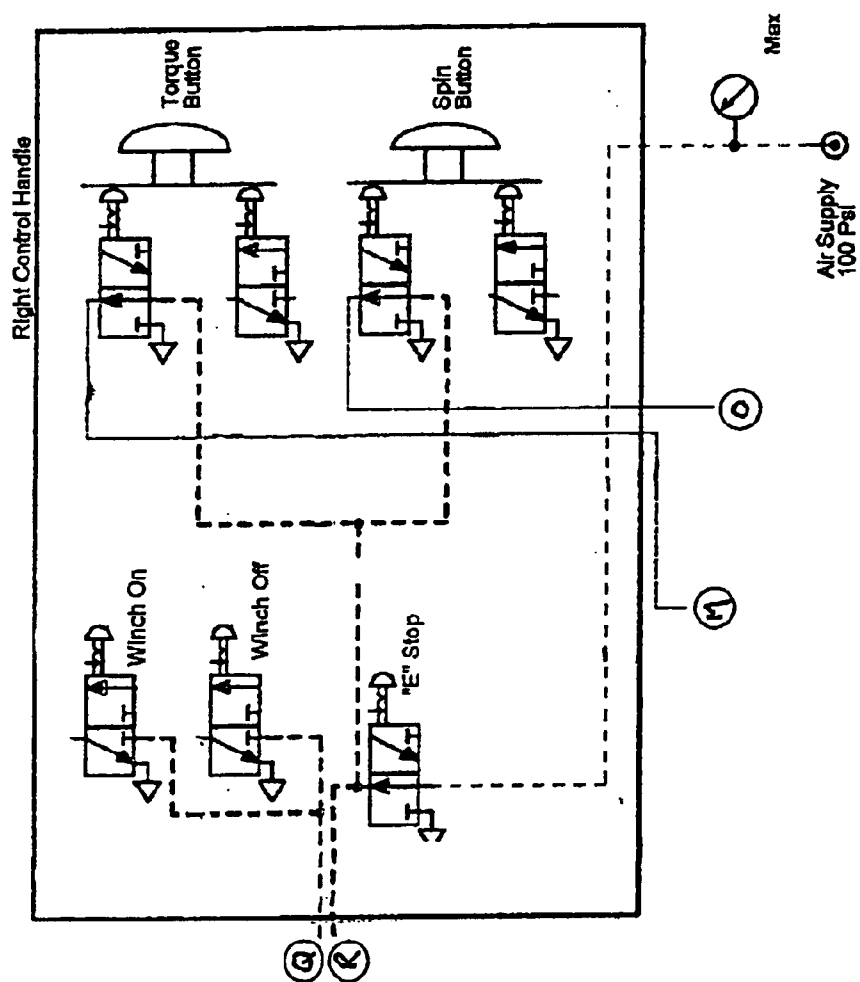 Right Control Handle
Torque
Button
Spin
Button
Winch On
Winch Off
"E" Stop
Max
Air Supply
100 Psi
O
M
Q
R